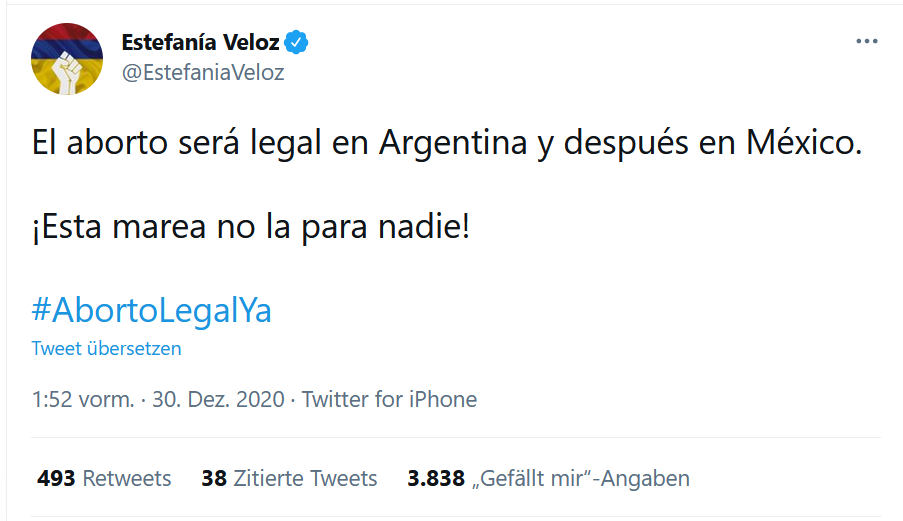 Estefanía Veloz
@EstefaniaVeloz
El aborto será legal en Argentina y después en México.
¡Esta marea no la para nadie!
#AbortoLegalYa
Tweet übersetzen
1:52 vorm. · 30. Dez. 2020 · Twitter for iPhone
493 Retweets 38 Zitierte Tweets 3.838 „Gefällt mir“-Angaben